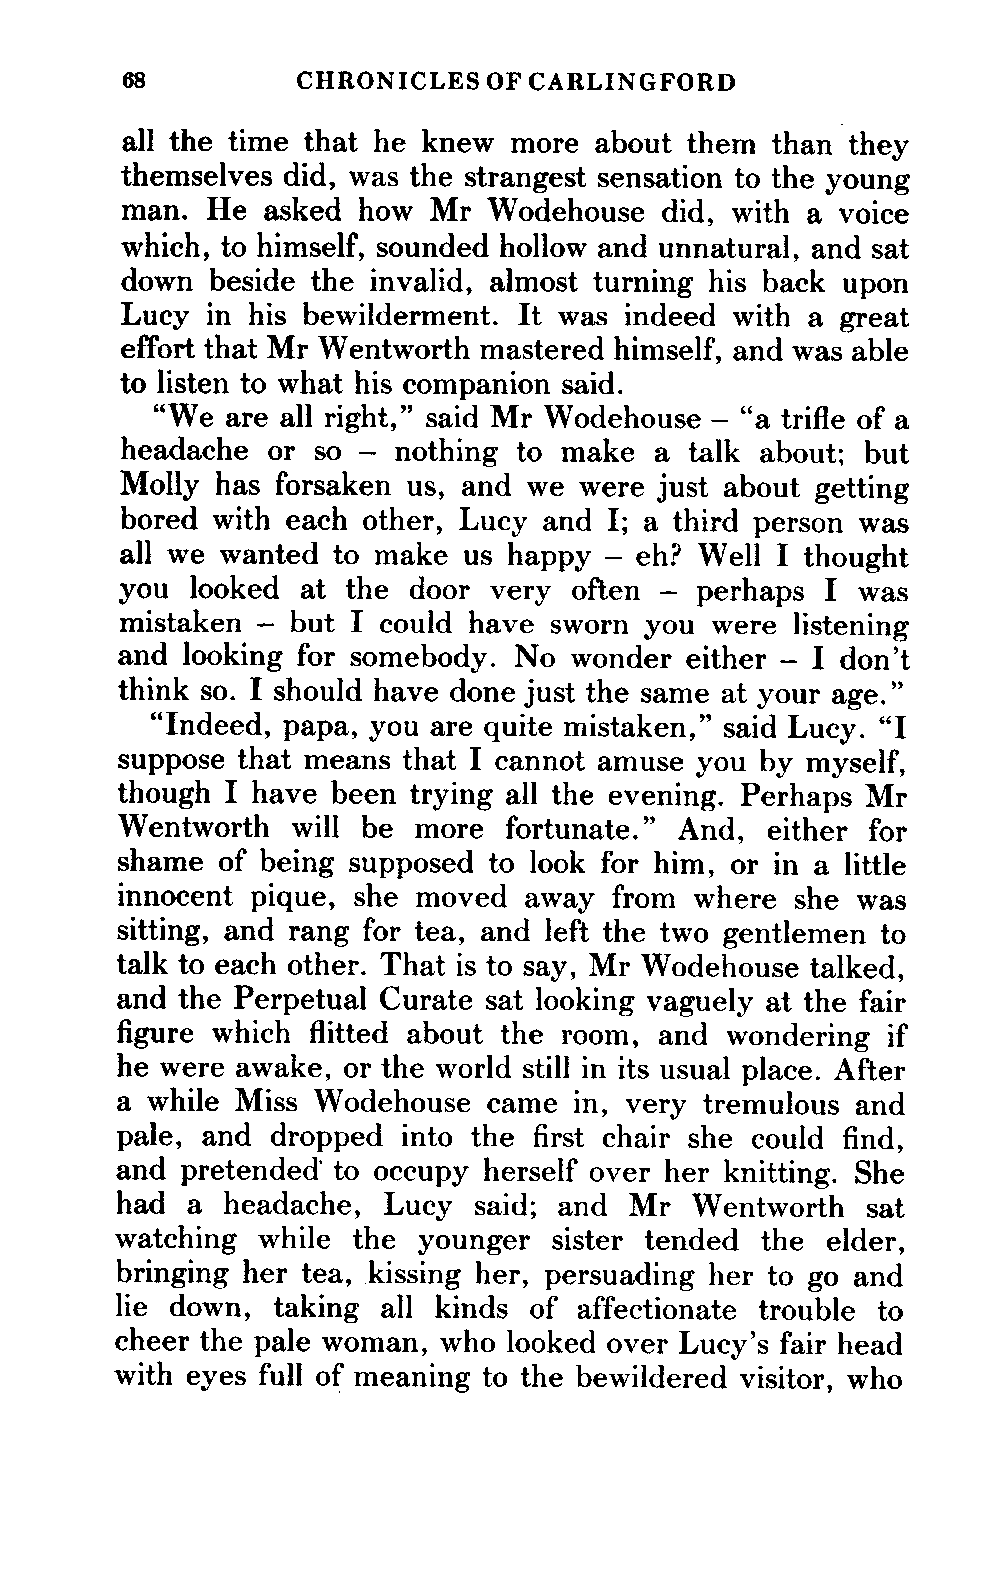 68 CHRONICLES OF CARLINGFORD
all the time that he knew more about them than they
themselves did, was the strangest sensation to the young
man. He asked how Mr Wodehouse did, with a voice
which, to himself, sounded hollow and unnatural, and sat
down beside the invalid, almost turning his back upon
Lucy in his bewilderment. It was indeed with a great
effort that Mr Wentworth mastered himself, and was able
to listen to what his companion said.
“We are all right,” said Mr Wodehouse – “a trifle of a
headache or so – nothing to make a talk about; but
Molly has forsaken us, and we were just about getting
bored with each other, Lucy and I; a third person was
all we wanted to make us happy – eh? Well I thought
you looked at the door very often – perhaps I was
mistaken – but I could have sworn you were listening
and looking for somebody. No wonder either – I don't
think so. I should have done just the same at your age.”
“Indeed, papa, you are quite mistaken,” said Lucy. “I
suppose that means that I cannot amuse you by myself,
though I have been trying all the evening. Perhaps Mr
Wentworth will be more fortunate.” And, either for
shame of being supposed to look for him, or in a little
innocent pique, she moved away from where she was
sitting, and rang for tea, and left the two gentlemen to
talk to each other. That is to say, Mr Wodehouse talked,
and the Perpetual Curate sat looking vaguely at the fair
figure which flitted about the room, and wondering if
he were awake, or the world still in its usual place. After
a while Miss Wodehouse came in, very tremulous and
pale, and dropped into the first chair she could find,
and pretended to occupy herself over her knitting. She
had a headache, Lucy said; and Mr Wentworth sat
watching while the younger sister tended the elder,
bringing her tea, kissing her, persuading her to go and
lie down, taking all kinds of affectionate trouble to
cheer the pale woman, who looked over Lucy's fair head
with eyes full of meaning to the bewildered visitor, who